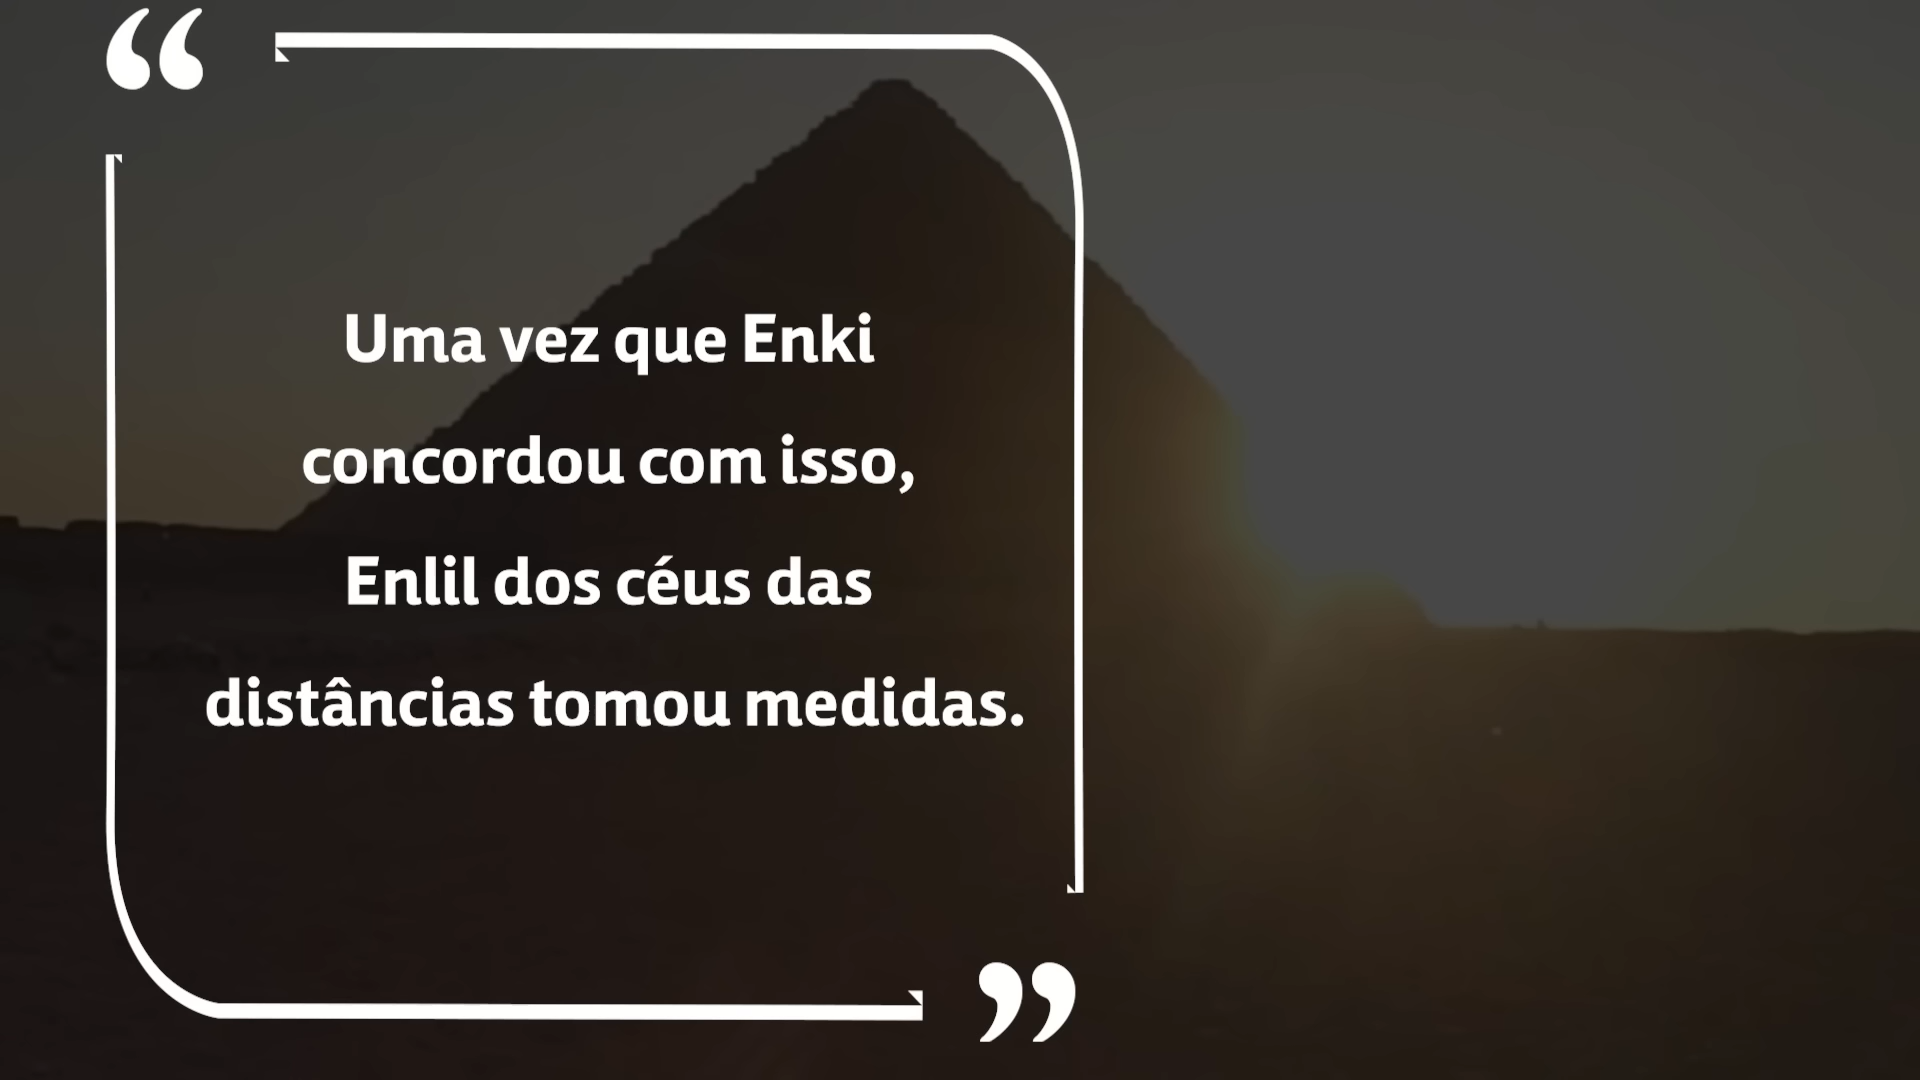 “
Uma vez que Enki
concordou com isso,
Enlil dos céus das
distâncias tomou medidas.
”